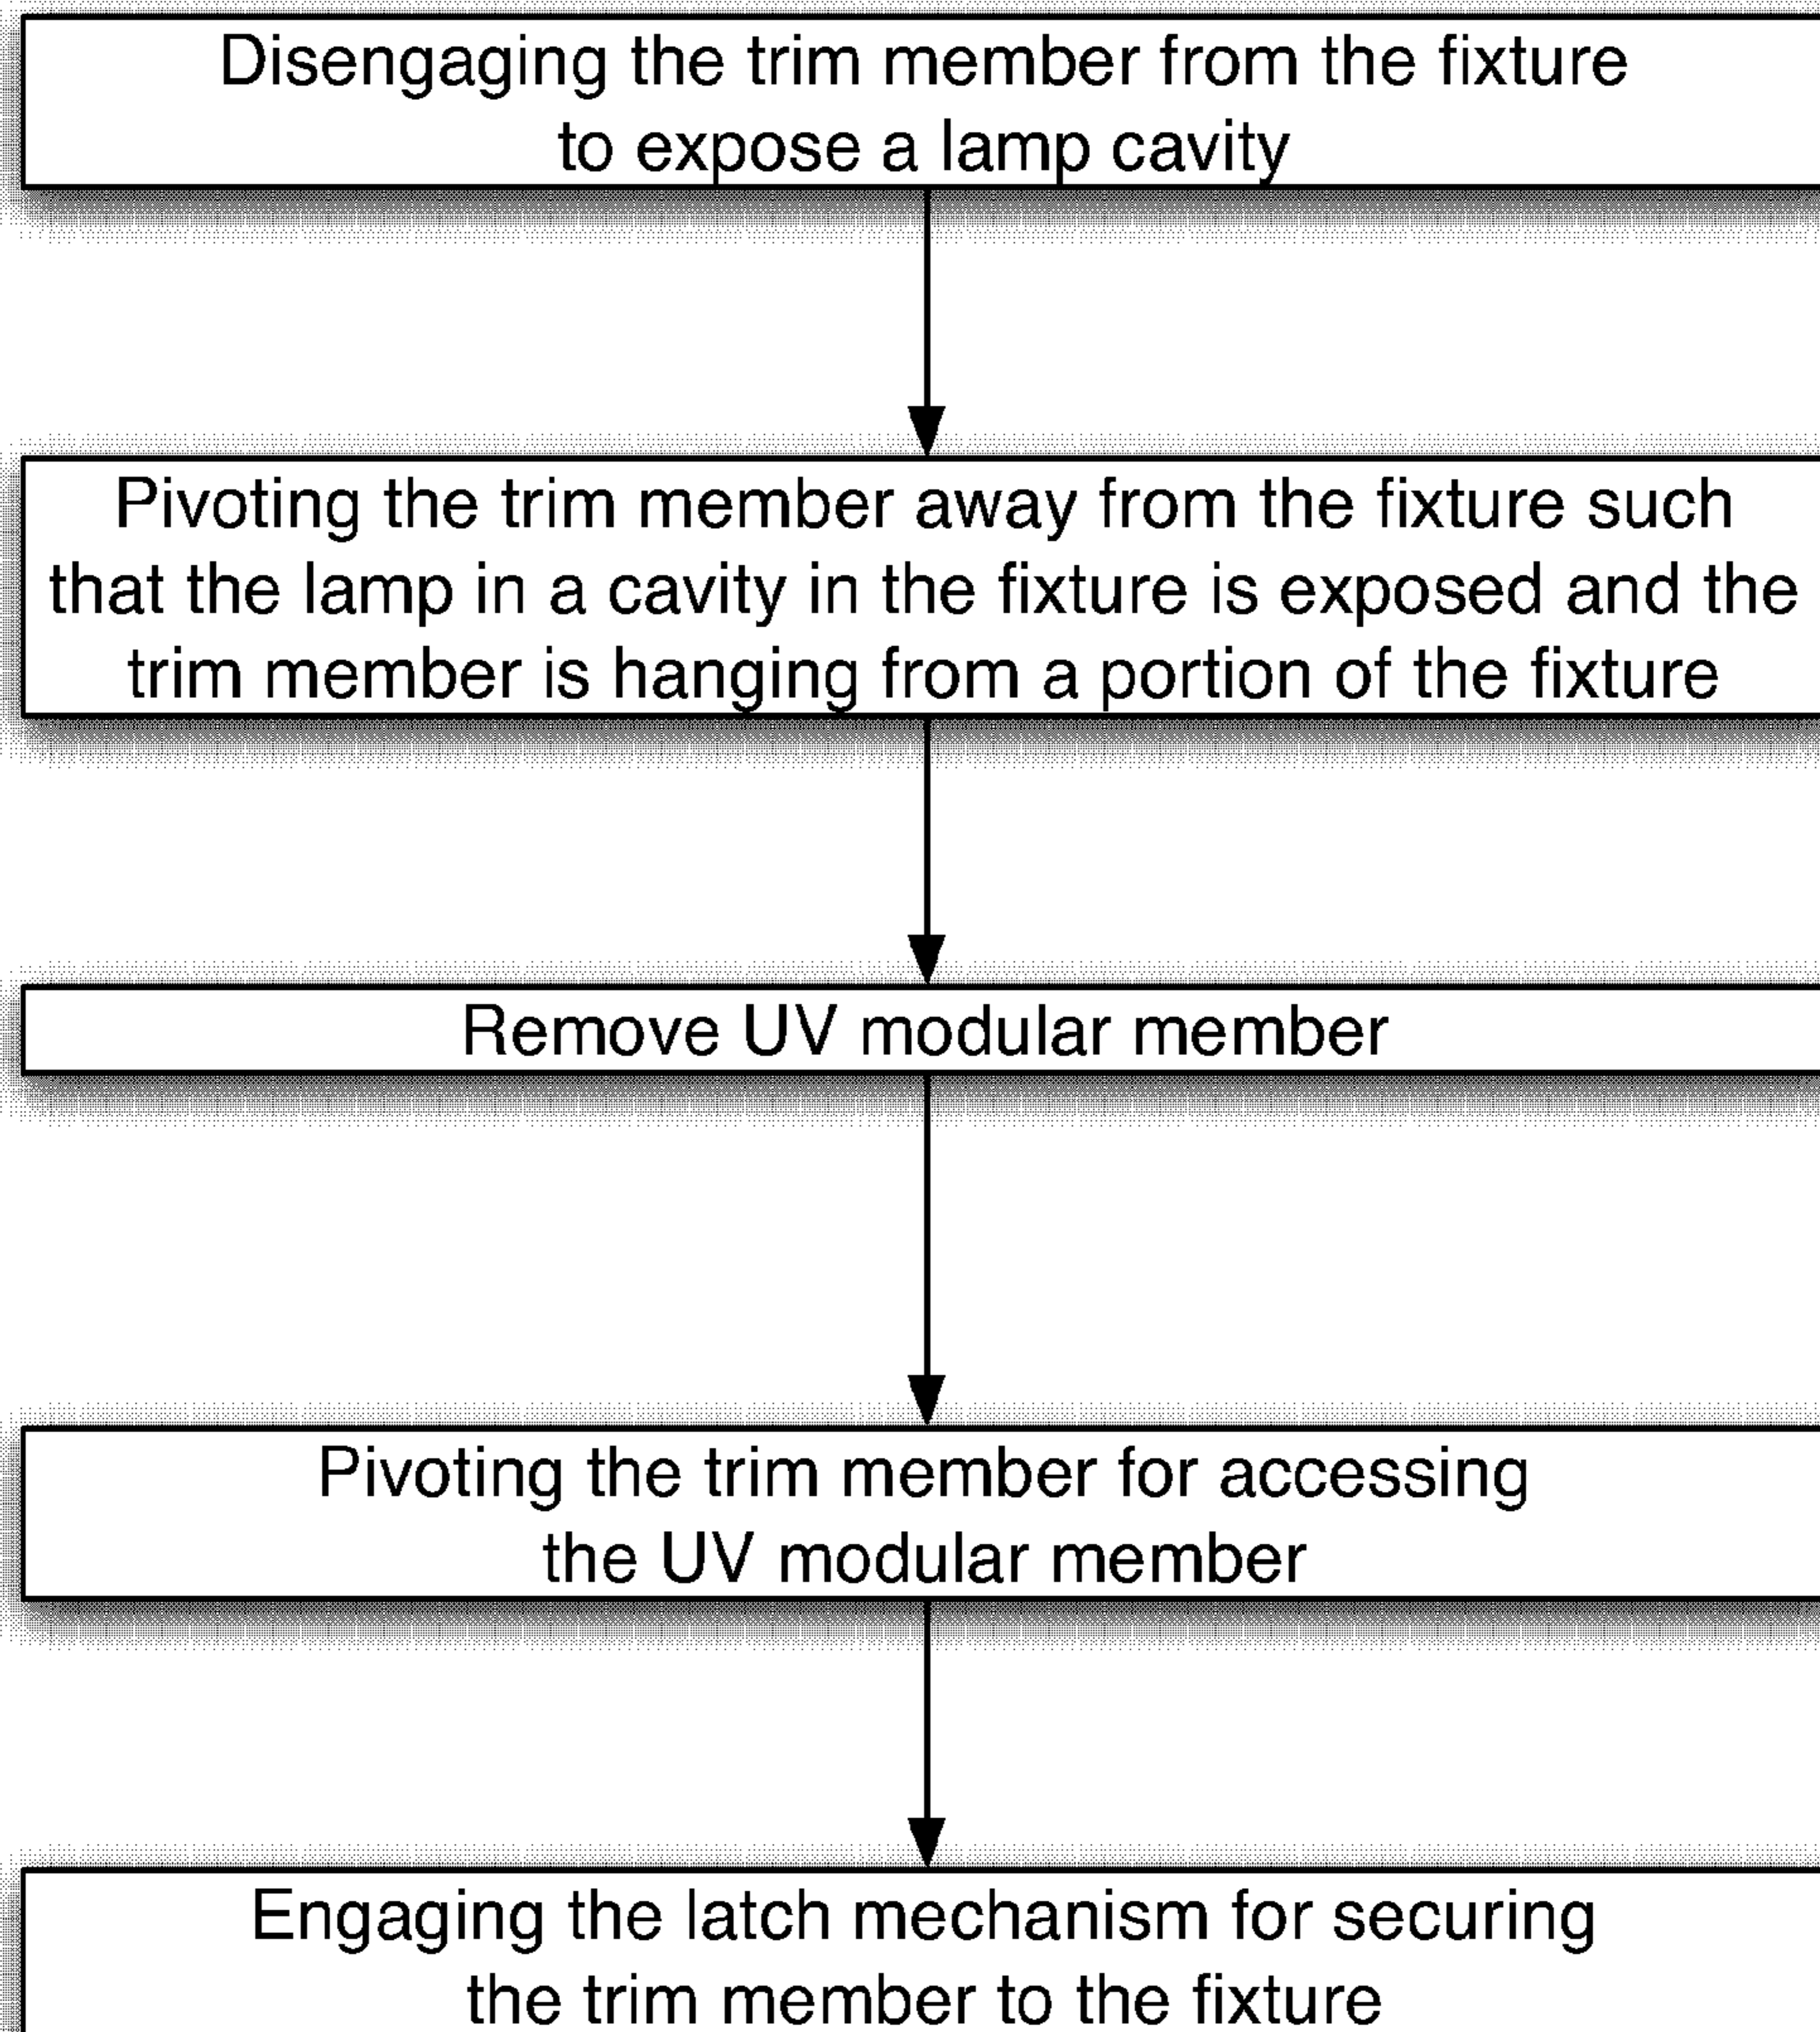 Disengaging the trim member from the fixture
to expose a lamp cavity
Pivoting the trim member away from the fixture such
that the lamp in a cavity in the fixture is exposed and the
trim member is hanging from a portion of the fixture
Remove UV modular member
Pivoting the trim member for accessing
the UV modular member
Engaging the latch mechanism for securing
the trim member to the fixture